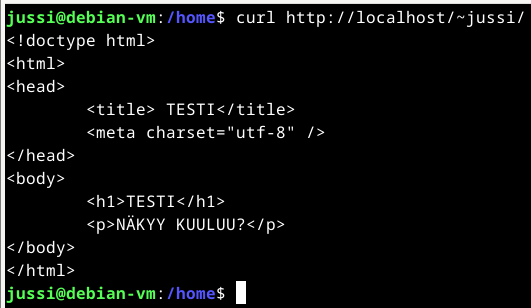 jussi@debian-vm:/home$ curl http://localhost/~jussi/
<!doctype html>
<html>
<head>
        <title> TESTI</title>
        <meta charset="utf-8" />
</head>
<body>
        <h1>TESTI</h1>
        <p>NÄKYY KUULUU?</p>
</body>
</html>
jussi@debian-vm:/home$